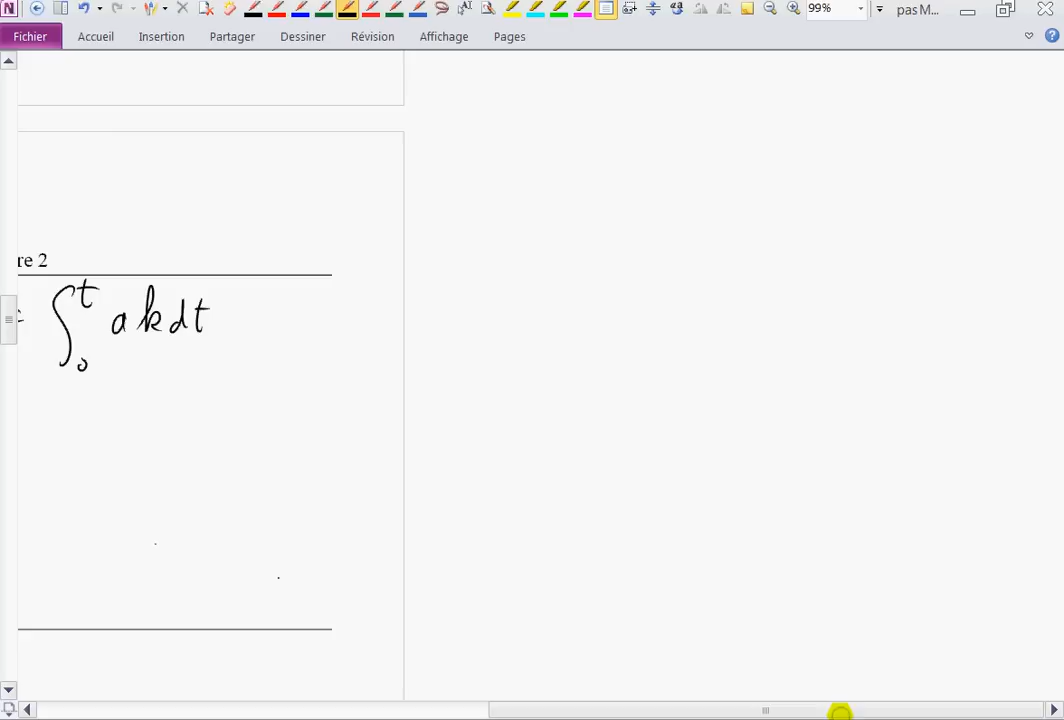 99% pas M...
Fichier Accueil Insertion Partager Dessiner Révision Affichage Pages
re 2
= ∫₀ᵗ a k dt